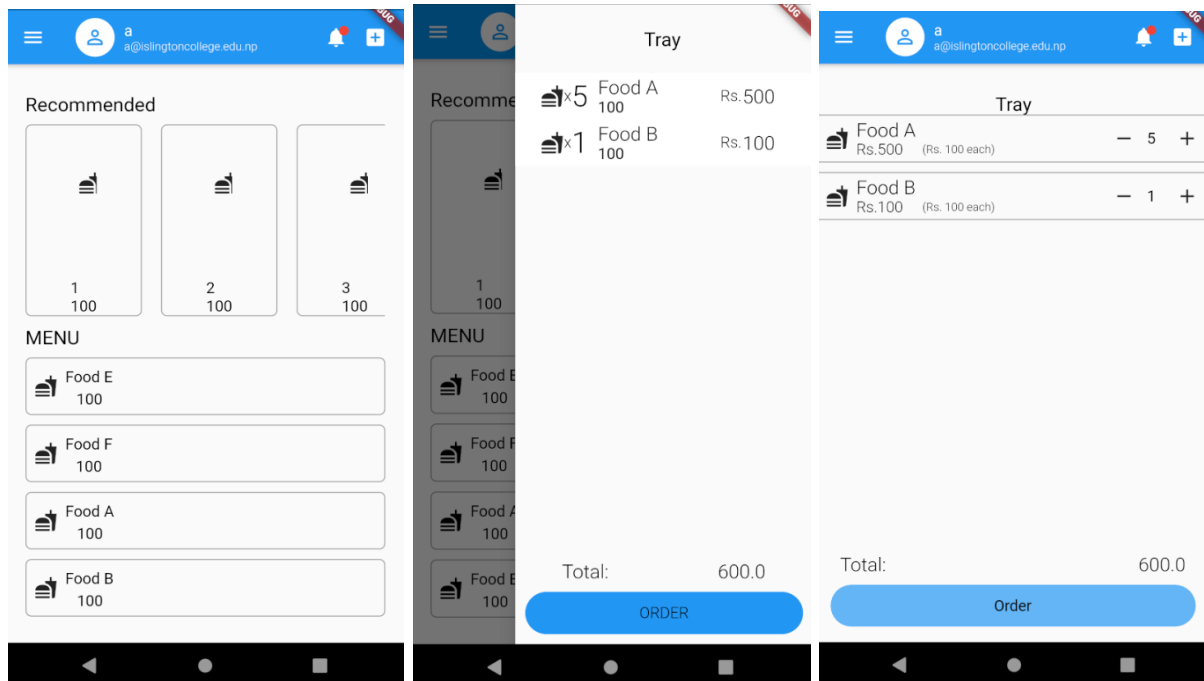 a
a@islingtoncollege.edu.np
Recommended
1
100
2
100
3
100
MENU
Food E
100
Food F
100
Food A
100
Food B
100
Recomme
1
100
MENU
Food E
100
Food F
100
Food A
100
Food B
100
Tray
×5 Food A Rs.500
100
×1 Food B Rs.100
100
Total: 600.0
ORDER
a
a@islingtoncollege.edu.np
Tray
Food A
Rs.500 (Rs. 100 each) − 5 +
Food B
Rs.100 (Rs. 100 each) − 1 +
Total: 600.0
Order